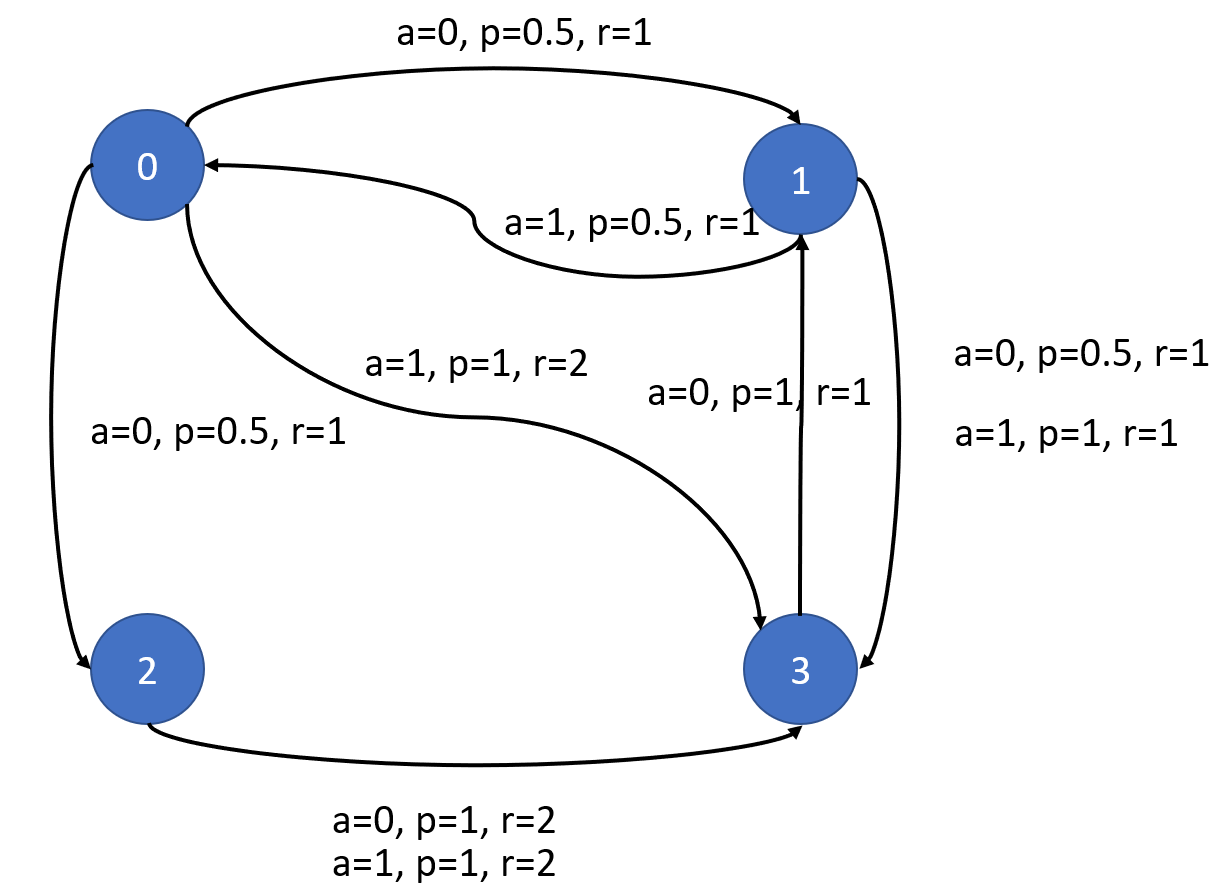 a=0, p=0.5, r=1
0
1
a=1, p=0.5, r=1
a=1, p=1, r=2
a=0, p=1, r=1
a=0, p=0.5, r=1
a=0, p=0.5, r=1
a=1, p=1, r=1
2
3
a=0, p=1, r=2
a=1, p=1, r=2